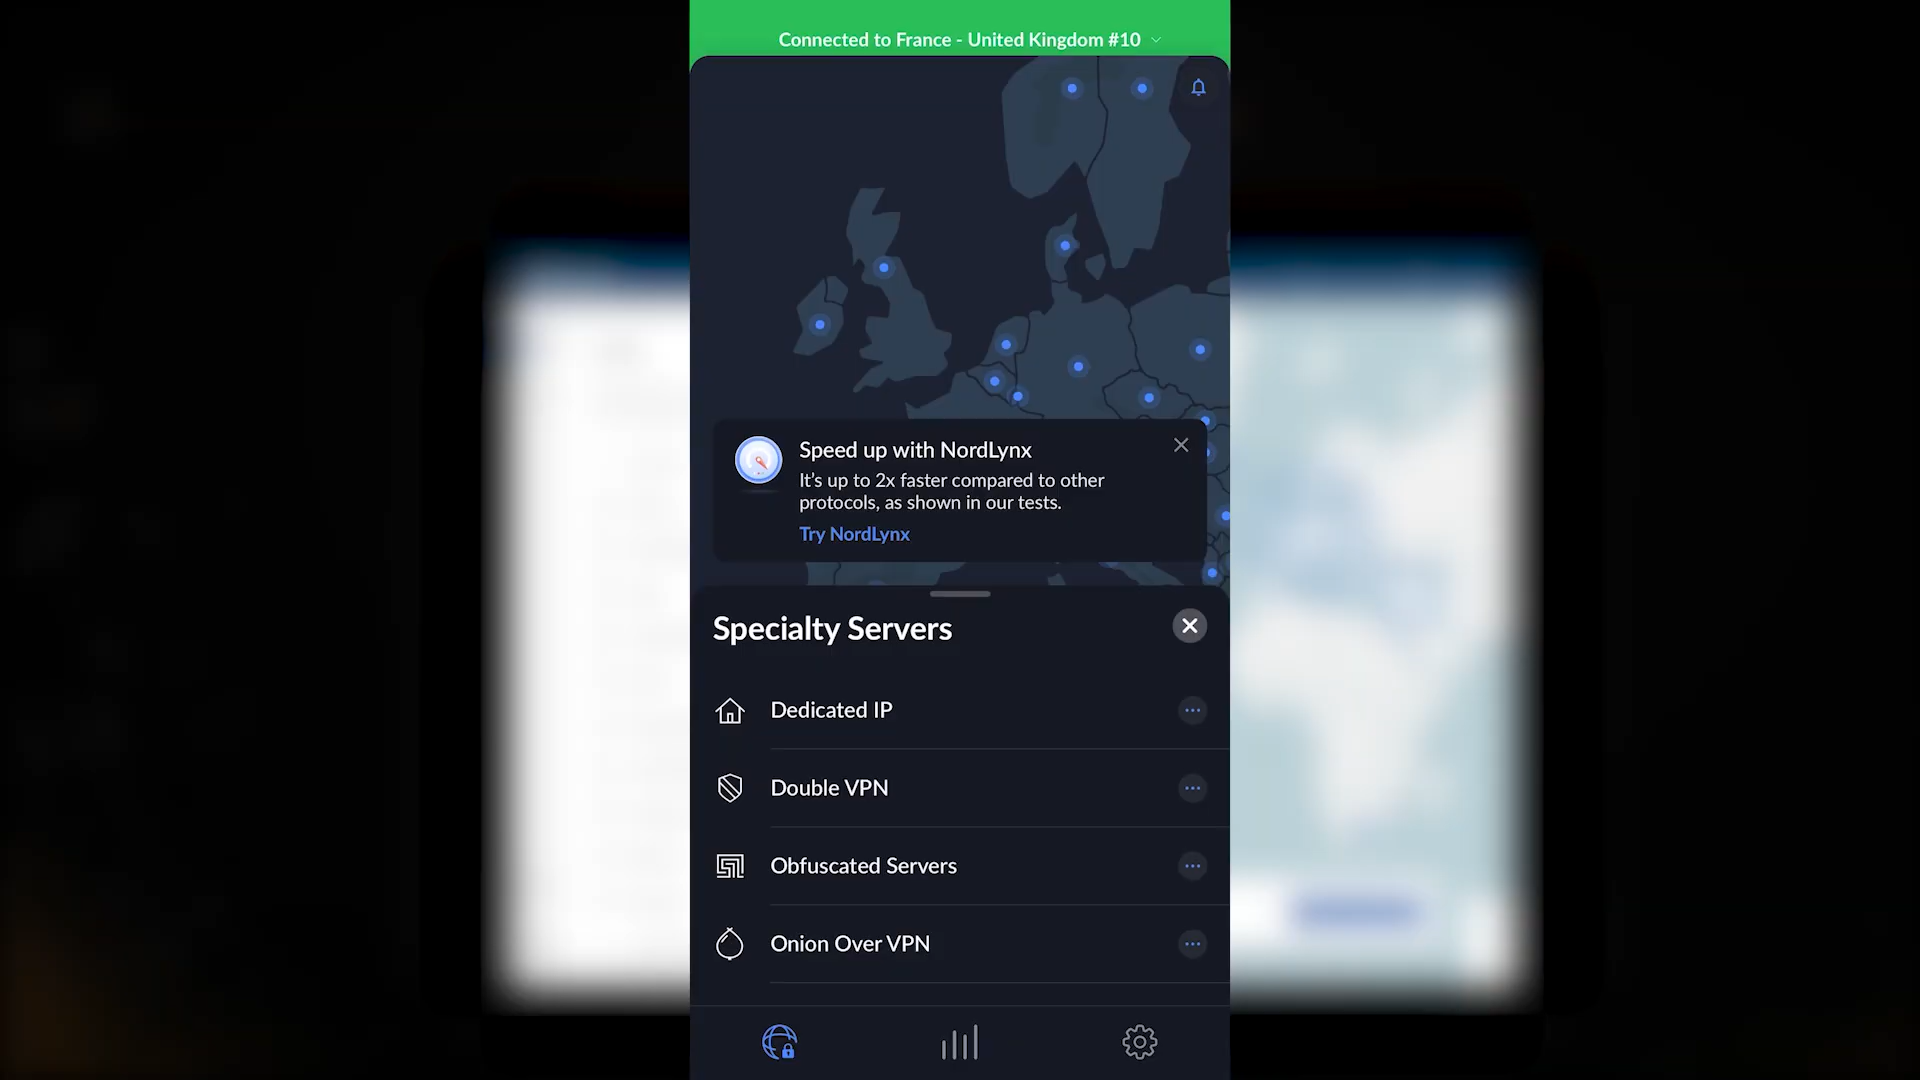 Connected to France - United Kingdom #10
Speed up with NordLynx
It's up to 2x faster compared to other
protocols, as shown in our tests.
Try NordLynx
Specialty Servers
Dedicated IP
Double VPN
Obfuscated Servers
Onion Over VPN